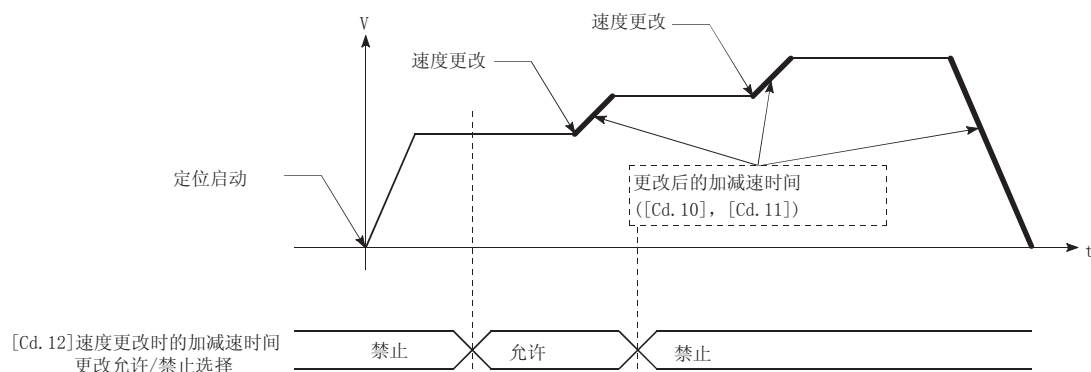 V
速度更改
速度更改
定位启动
更改后的加减速时间
([Cd.10], [Cd.11])
t
[Cd.12]速度更改时的加减速时间
更改允许/禁止选择
禁止
允许
禁止